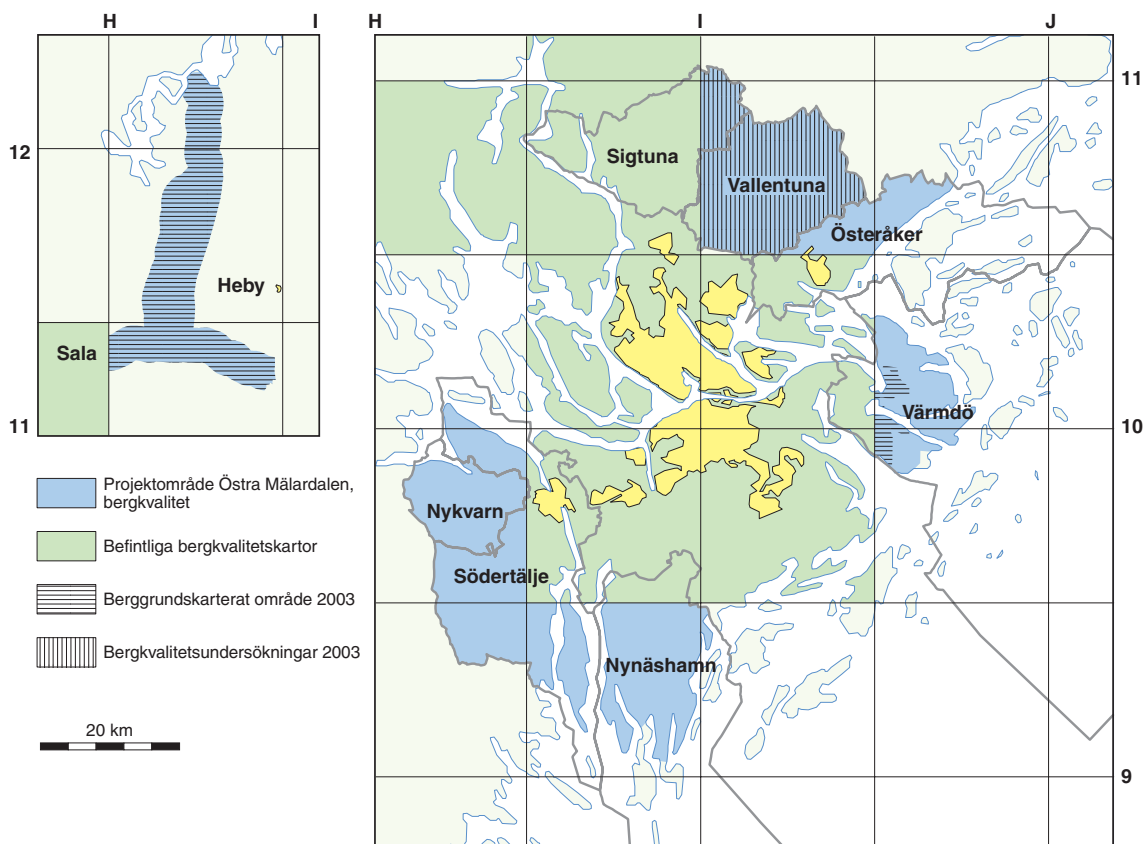 H
I
12
Heby
Sala
11
H
I
J
11
Sigtuna
Vallentuna
Österåker
Värmdö
10
Nykvarn
Södertälje
Nynäshamn
9
Projektområde Östra Mälardalen,
bergkvalitet
Befintliga bergkvalitetskartor
Berggrundskarterat område 2003
Bergkvalitetsundersökningar 2003
20 km